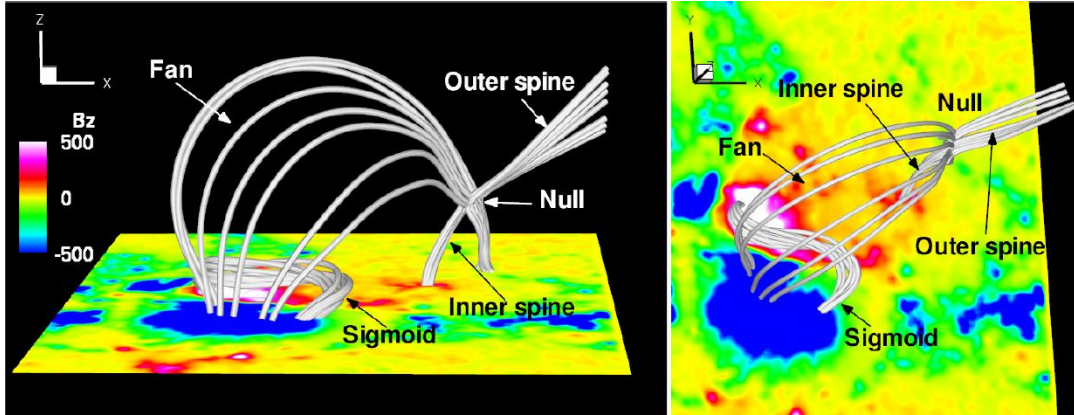 Z
X
Fan
Outer spine
Bz
500
0
-500
Null
Inner spine
Sigmoid
Y
X
Z
Inner spine
Null
Fan
Outer spine
Sigmoid